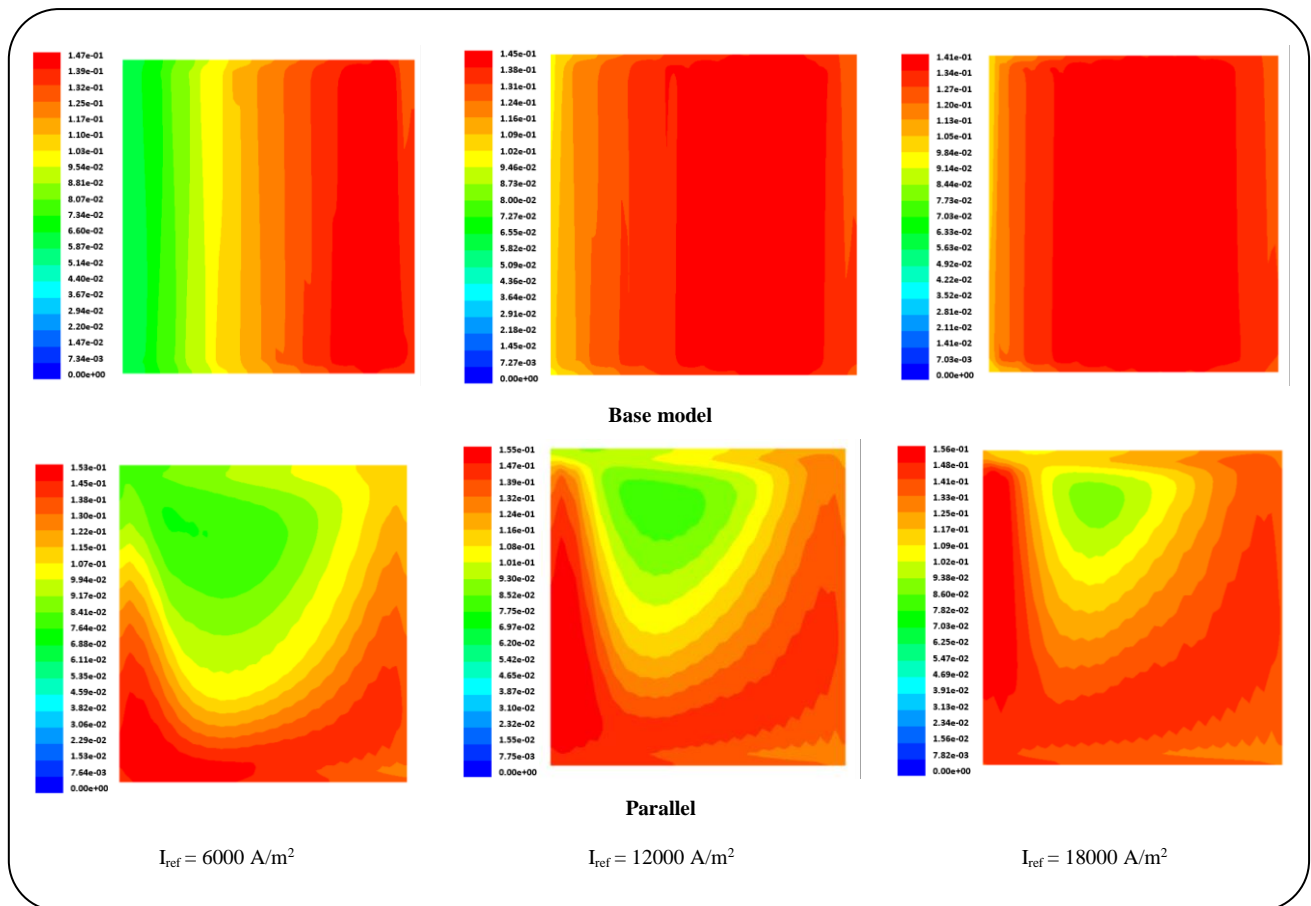 1.47e-01
1.39e-01
1.32e-01
1.25e-01
1.17e-01
1.10e-01
1.03e-01
9.54e-02
8.81e-02
8.07e-02
7.34e-02
6.60e-02
5.87e-02
5.14e-02
4.40e-02
3.67e-02
2.94e-02
2.20e-02
1.47e-02
7.34e-03
0.00e+00
1.45e-01
1.38e-01
1.31e-01
1.24e-01
1.16e-01
1.09e-01
1.02e-01
9.46e-02
8.73e-02
8.00e-02
7.27e-02
6.55e-02
5.82e-02
5.09e-02
4.36e-02
3.64e-02
2.91e-02
2.18e-02
1.45e-02
7.27e-03
0.00e+00
1.41e-01
1.34e-01
1.27e-01
1.20e-01
1.13e-01
1.05e-01
9.84e-02
9.14e-02
8.44e-02
7.73e-02
7.03e-02
6.33e-02
5.63e-02
4.92e-02
4.22e-02
3.52e-02
2.81e-02
2.11e-02
1.41e-02
7.03e-03
0.00e+00
Base model
1.53e-01
1.45e-01
1.38e-01
1.30e-01
1.22e-01
1.15e-01
1.07e-01
9.94e-02
9.17e-02
8.41e-02
7.64e-02
6.88e-02
6.11e-02
5.35e-02
4.59e-02
3.82e-02
3.06e-02
2.29e-02
1.53e-02
7.64e-03
0.00e+00
1.55e-01
1.47e-01
1.39e-01
1.32e-01
1.24e-01
1.16e-01
1.08e-01
1.01e-01
9.30e-02
8.52e-02
7.75e-02
6.97e-02
6.20e-02
5.42e-02
4.65e-02
3.87e-02
3.10e-02
2.32e-02
1.55e-02
7.75e-03
0.00e+00
1.56e-01
1.48e-01
1.41e-01
1.33e-01
1.25e-01
1.17e-01
1.09e-01
1.02e-01
9.38e-02
8.60e-02
7.82e-02
7.03e-02
6.25e-02
5.47e-02
4.69e-02
3.91e-02
3.13e-02
2.34e-02
1.56e-02
7.82e-03
0.00e+00
Parallel
I_ref = 6000 A/m²
I_ref = 12000 A/m²
I_ref = 18000 A/m²